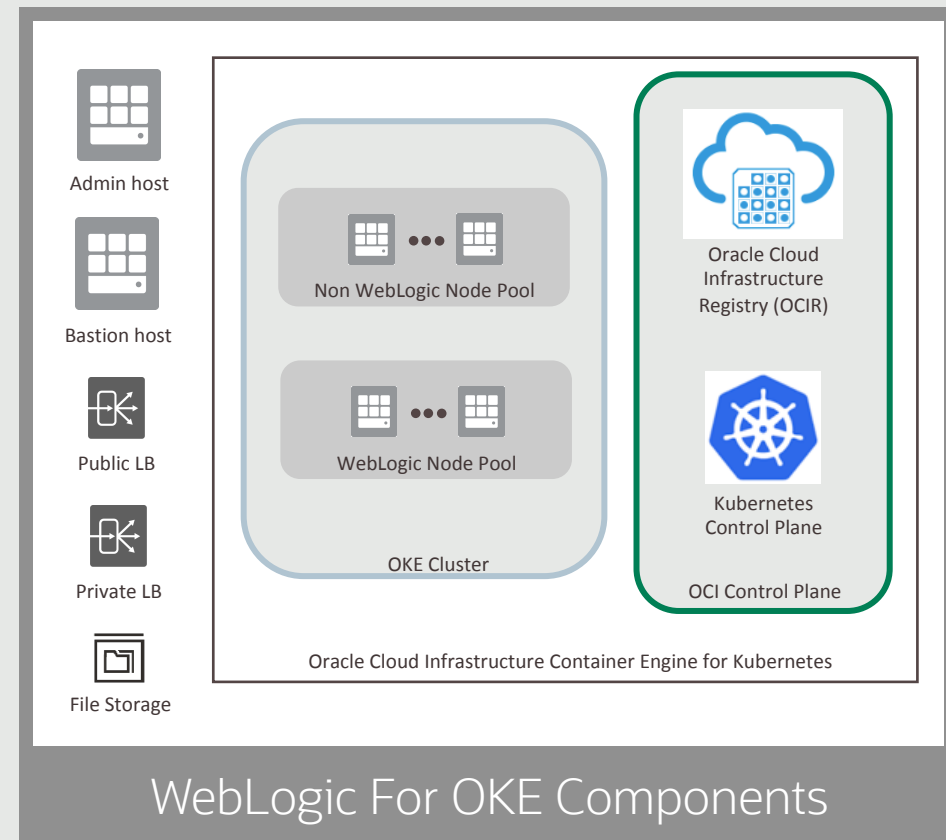 Admin host
Bastion host
Public LB
Private LB
File Storage
Non WebLogic Node Pool
WebLogic Node Pool
OKE Cluster
Oracle Cloud
Infrastructure
Registry (OCIR)
Kubernetes
Control Plane
OCI Control Plane
Oracle Cloud Infrastructure Container Engine for Kubernetes
WebLogic For OKE Components